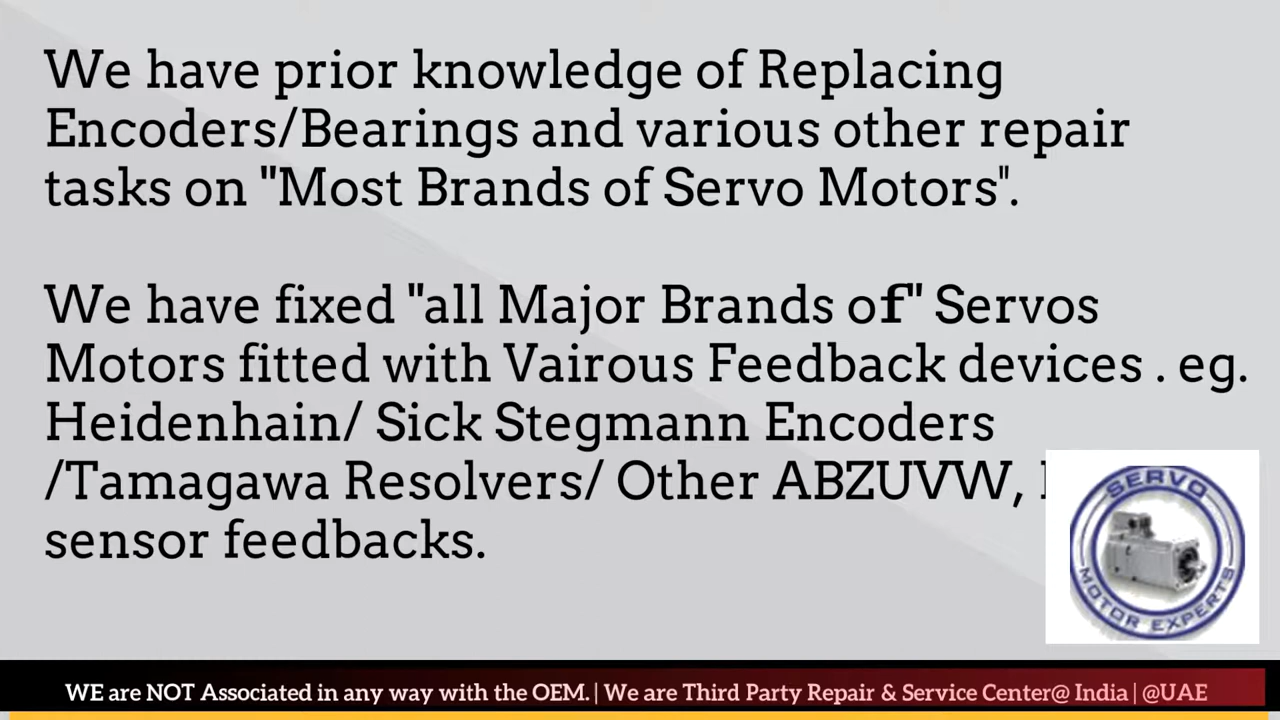 We have prior knowledge of Replacing
Encoders/Bearings and various other repair
tasks on "Most Brands of Servo Motors".
We have fixed "all Major Brands of" Servos
Motors fitted with Vairous Feedback devices . eg.
Heidenhain/ Sick Stegmann Encoders
/Tamagawa Resolvers/ Other ABZUVW,
sensor feedbacks.
SERVO
MOTOR EXPERTS
WE are NOT Associated in any way with the OEM. | We are Third Party Repair & Service Center@ India | @UAE